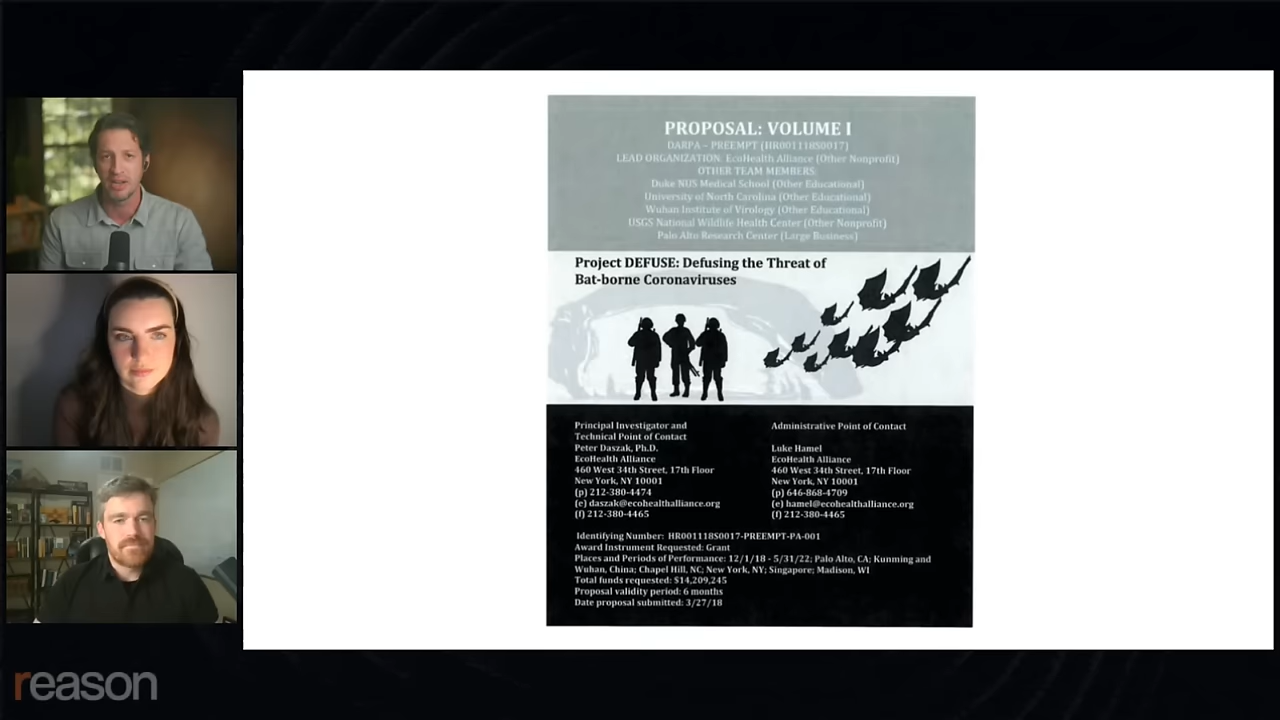 PROPOSAL: VOLUME I
DARPA – PREEMPT (HR001118S0017)
LEAD ORGANIZATION: EcoHealth Alliance (Other Nonprofit)
OTHER TEAM MEMBERS:
Duke NUS Medical School (Other Educational)
University of North Carolina (Other Educational)
Wuhan Institute of Virology (Other Educational)
USGS National Wildlife Health Center (Other Nonprofit)
Palo Alto Research Center (Large Business)
Project DEFUSE: Defusing the Threat of
Bat-borne Coronaviruses
Principal Investigator and
Technical Point of Contact
Peter Daszak, Ph.D.
EcoHealth Alliance
460 West 34th Street, 17th Floor
New York, NY 10001
(p) 212-380-4474
(e) daszak@ecohealthalliance.org
(f) 212-380-4465
Administrative Point of Contact
Luke Hamel
EcoHealth Alliance
460 West 34th Street, 17th Floor
New York, NY 10001
(p) 646-868-4709
(e) hamel@ecohealthalliance.org
(f) 212-380-4465
Identifying Number: HR001118S0017-PREEMPT-PA-001
Award Instrument Requested: Grant
Places and Periods of Performance: 12/1/18 - 5/31/22; Palo Alto, CA; Kunming and
Wuhan, China; Chapel Hill, NC; New York, NY; Singapore; Madison, WI
Total funds requested: $14,209,245
Proposal validity period: 6 months
Date proposal submitted: 3/27/18
reason